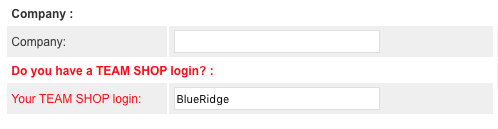 Company :
Company:
Do you have a TEAM SHOP login? :
Your TEAM SHOP login: BlueRidge